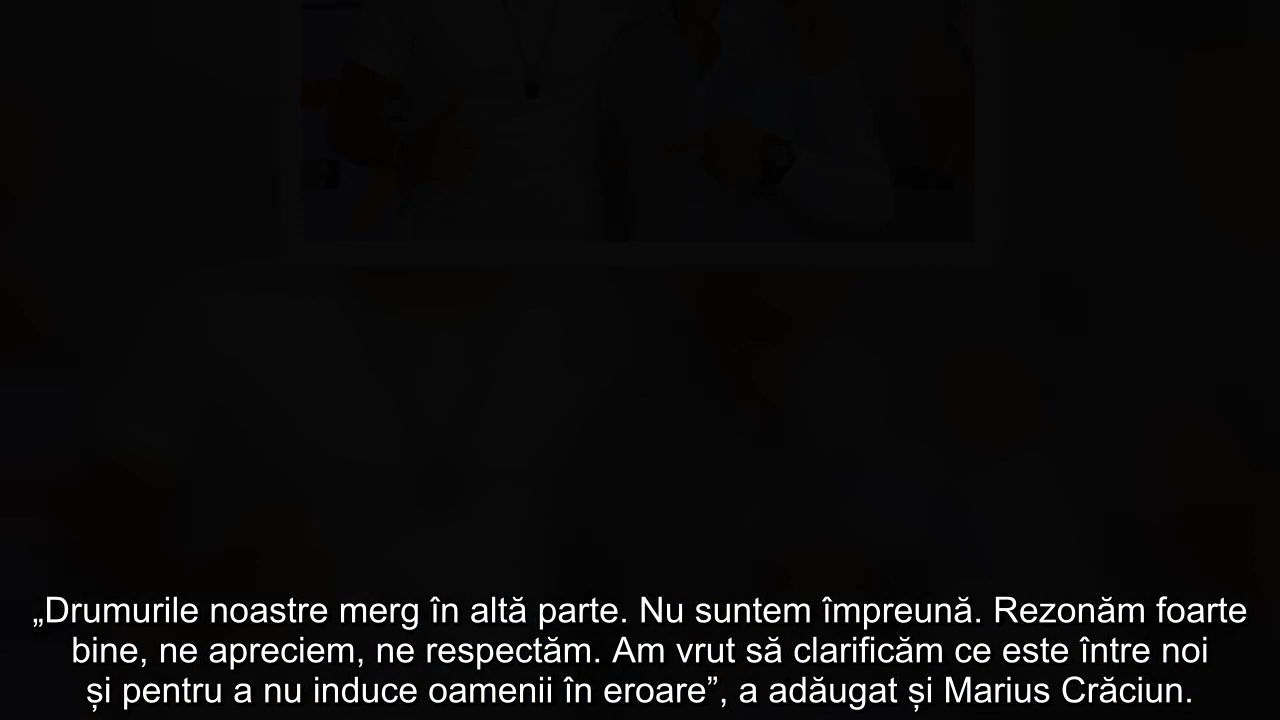 „Drumurile noastre merg în altă parte. Nu suntem împreună. Rezonăm foarte
bine, ne apreciem, ne respectăm. Am vrut să clarificăm ce este între noi
și pentru a nu induce oamenii în eroare”, a adăugat și Marius Crăciun.